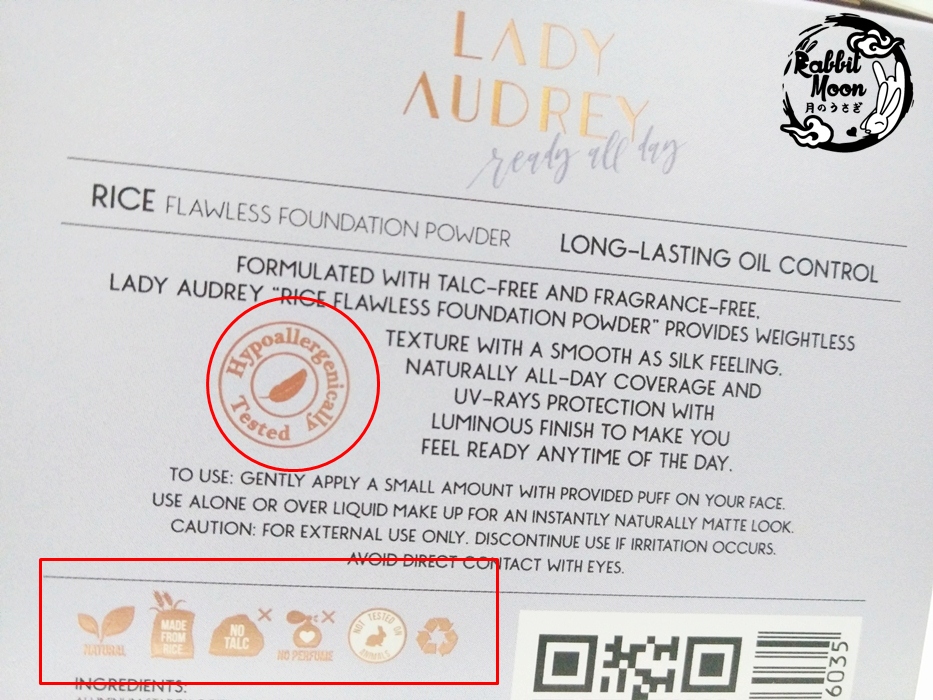 LADY
AUDREY
ready all day
Rabbit
Moon
月のうさぎ
RICE FLAWLESS FOUNDATION POWDER
LONG-LASTING OIL CONTROL
FORMULATED WITH TALC-FREE AND FRAGRANCE-FREE,
LADY AUDREY "RICE FLAWLESS FOUNDATION POWDER" PROVIDES WEIGHTLESS
TEXTURE WITH A SMOOTH AS SILK FEELING.
NATURALLY ALL-DAY COVERAGE AND
UV-RAYS PROTECTION WITH
LUMINOUS FINISH TO MAKE YOU
FEEL READY ANYTIME OF THE DAY.
Hypoallergenically
Tested
TO USE: GENTLY APPLY A SMALL AMOUNT WITH PROVIDED PUFF ON YOUR FACE.
USE ALONE OR OVER LIQUID MAKE UP FOR AN INSTANTLY NATURALLY MATTE LOOK.
CAUTION: FOR EXTERNAL USE ONLY. DISCONTINUE USE IF IRRITATION OCCURS.
AVOID DIRECT CONTACT WITH EYES.
NATURAL
MADE
FROM
RICE
NO
TALC
NO PERFUME
NOT TESTED ON
ANIMALS
6035
INGREDIENTS: